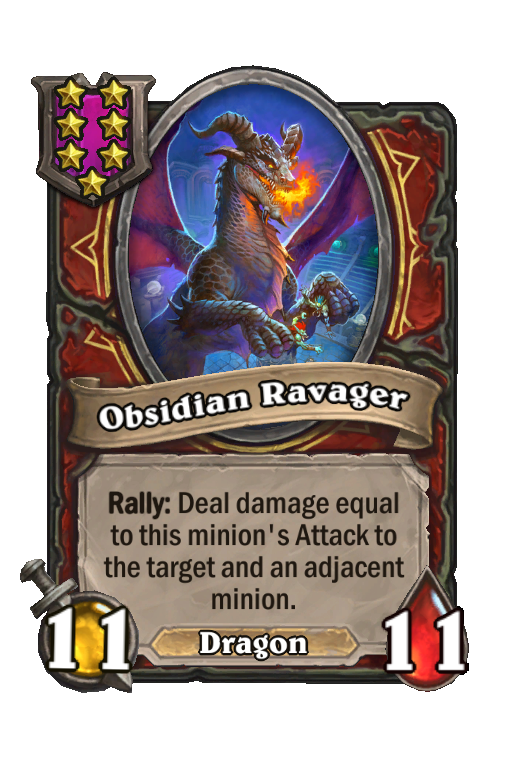 Obsidian Ravager
Rally: Deal damage equal
to this minion's Attack to
the target and an adjacent
minion.
11
Dragon
11